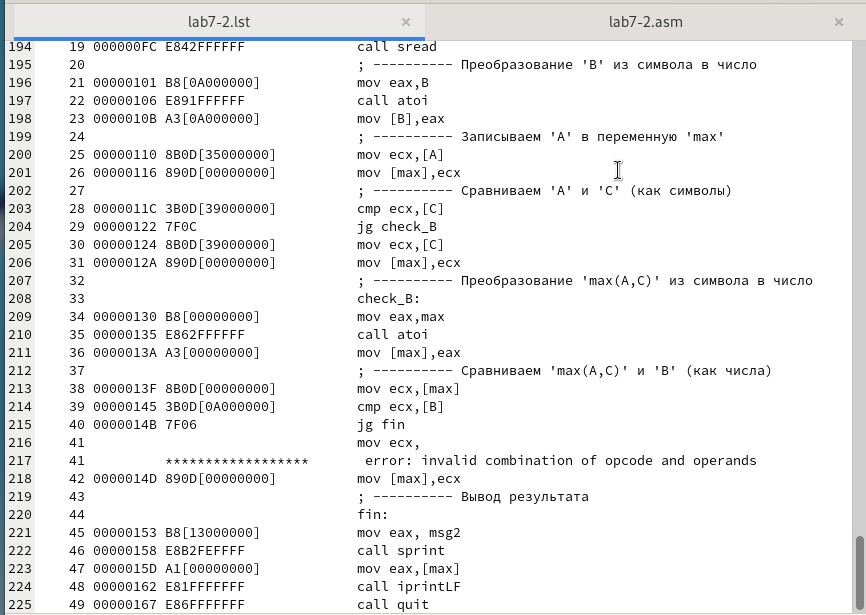 lab7-2.lst × lab7-2.asm ×
194 19 000000FC E842FFFFFF call sread
195 20 ; ---------- Преобразование 'B' из символа в число
196 21 00000101 B8[0A000000] mov eax,B
197 22 00000106 E891FFFFFF call atoi
198 23 0000010B A3[0A000000] mov [B],eax
199 24 ; ---------- Записываем 'A' в переменную 'max'
200 25 00000110 8B0D[35000000] mov ecx,[A]
201 26 00000116 890D[00000000] mov [max],ecx
202 27 ; ---------- Сравниваем 'A' и 'С' (как символы)
203 28 0000011C 3B0D[39000000] cmp ecx,[C]
204 29 00000122 7F0C jg check_B
205 30 00000124 8B0D[39000000] mov ecx,[C]
206 31 0000012A 890D[00000000] mov [max],ecx
207 32 ; ---------- Преобразование 'max(A,C)' из символа в число
208 33 check_B:
209 34 00000130 B8[00000000] mov eax,max
210 35 00000135 E862FFFFFF call atoi
211 36 0000013A A3[00000000] mov [max],eax
212 37 ; ---------- Сравниваем 'max(A,C)' и 'B' (как числа)
213 38 0000013F 8B0D[00000000] mov ecx,[max]
214 39 00000145 3B0D[0A000000] cmp ecx,[B]
215 40 0000014B 7F06 jg fin
216 41 mov ecx,
217 41 ****************** error: invalid combination of opcode and operands
218 42 0000014D 890D[00000000] mov [max],ecx
219 43 ; ---------- Вывод результата
220 44 fin:
221 45 00000153 B8[13000000] mov eax, msg2
222 46 00000158 E8B2FEFFFF call sprint
223 47 0000015D A1[00000000] mov eax,[max]
224 48 00000162 E81FFFFFFF call iprintLF
225 49 00000167 E86FFFFFFF call quit